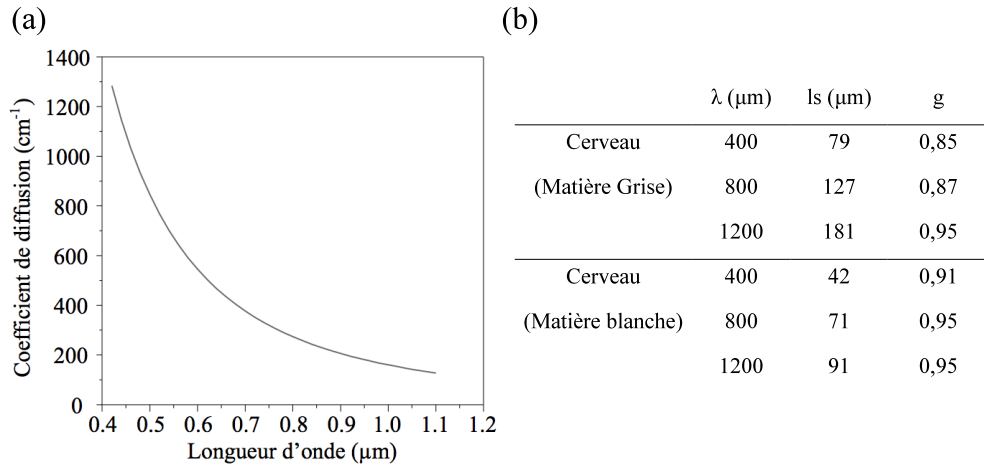 (a)
1400
1200
1000
800
600
400
200
0
Coefficient de diffusion (cm⁻¹)
0.4 0.5 0.6 0.7 0.8 0.9 1.0 1.1 1.2
Longueur d’onde (µm)
(b)
λ (µm) ls (µm) g
Cerveau 400 79 0,85
(Matière Grise) 800 127 0,87
1200 181 0,95
Cerveau 400 42 0,91
(Matière blanche) 800 71 0,95
1200 91 0,95